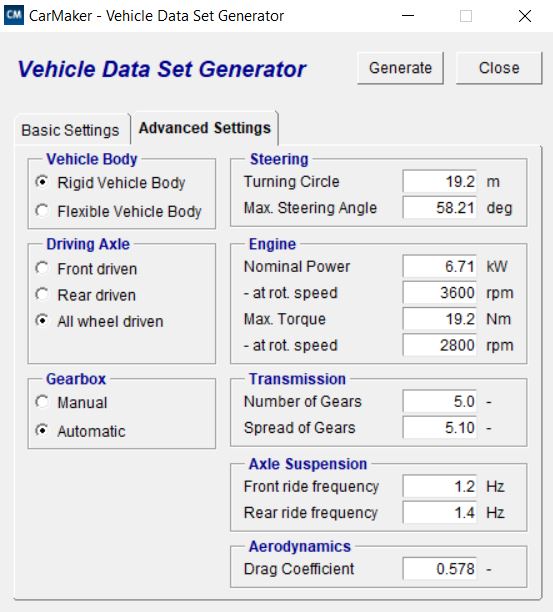 CM CarMaker - Vehicle Data Set Generator
Vehicle Data Set Generator
Generate
Close
Basic Settings
Advanced Settings
Vehicle Body
Rigid Vehicle Body
Flexible Vehicle Body
Driving Axle
Front driven
Rear driven
All wheel driven
Gearbox
Manual
Automatic
Steering
Turning Circle 19.2 m
Max. Steering Angle 58.21 deg
Engine
Nominal Power 6.71 kW
- at rot. speed 3600 rpm
Max. Torque 19.2 Nm
- at rot. speed 2800 rpm
Transmission
Number of Gears 5.0 -
Spread of Gears 5.10 -
Axle Suspension
Front ride frequency 1.2 Hz
Rear ride frequency 1.4 Hz
Aerodynamics
Drag Coefficient 0.578 -